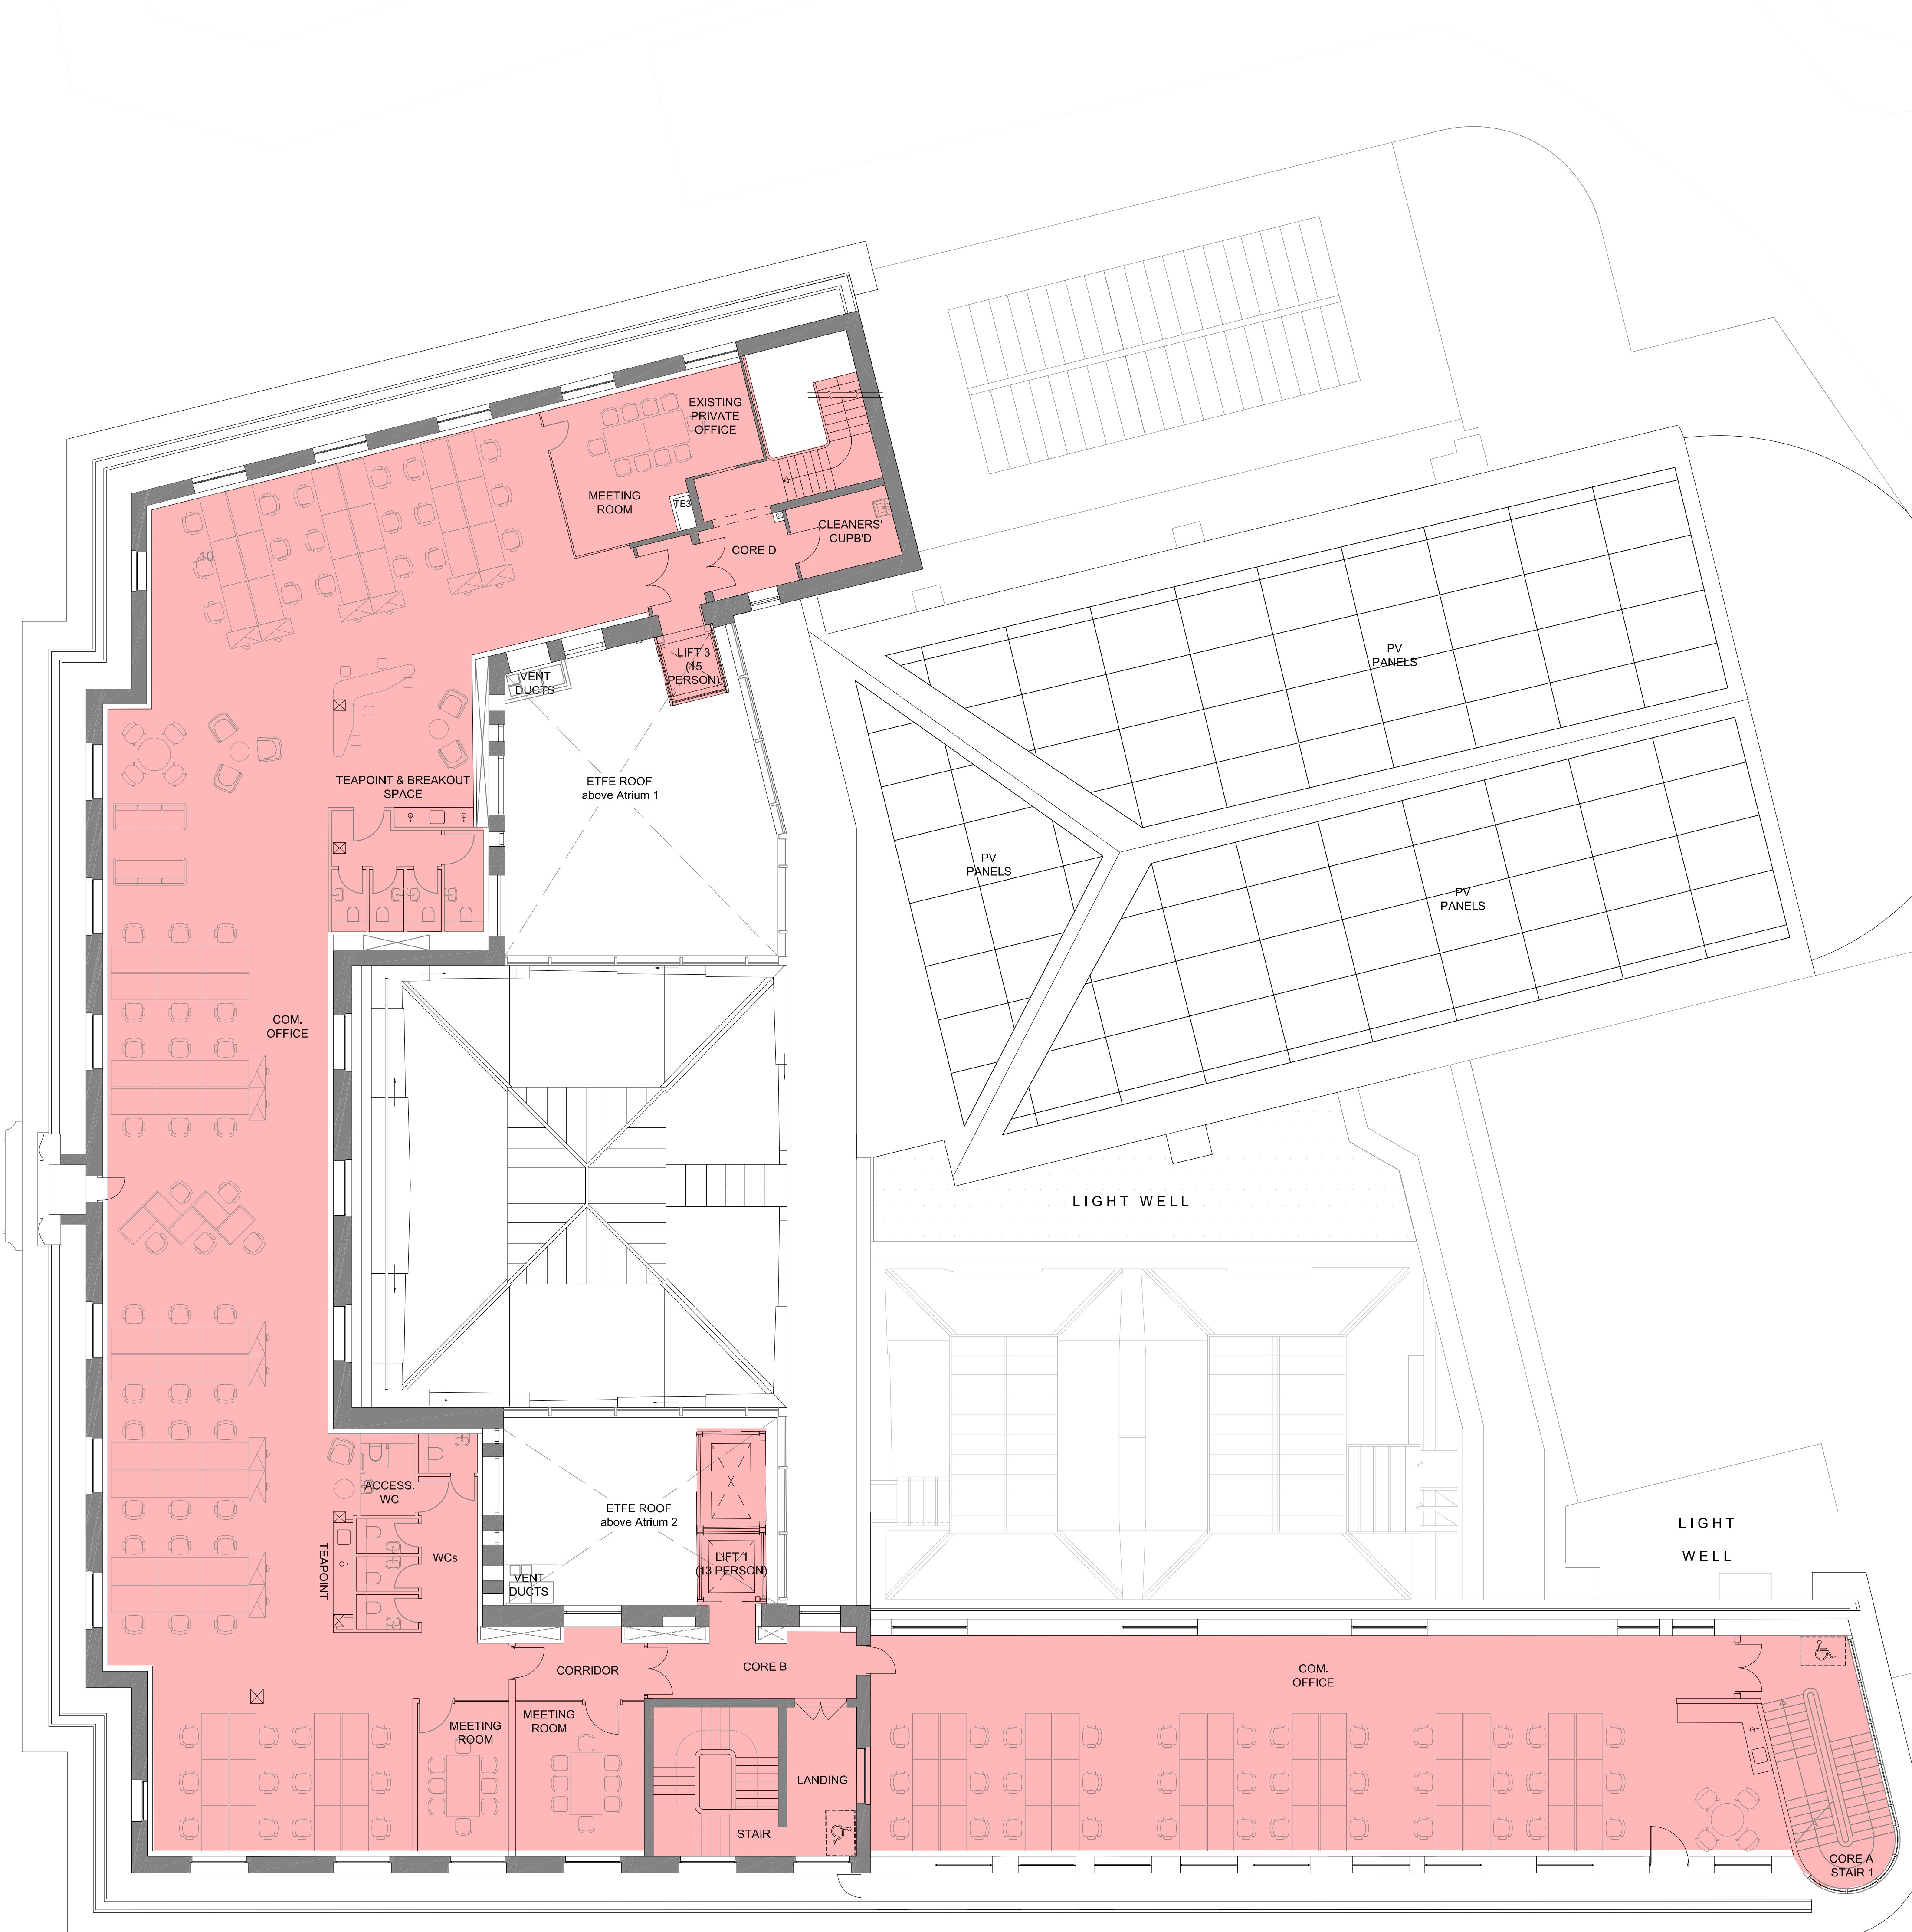 EXISTING
PRIVATE
OFFICE
MEETING
ROOM
TE3
CLEANERS'
CUPB'D
CORE D
10
LIFT 3
(15
PERSON)
VENT
DUCTS
PV
PANELS
TEAPOINT & BREAKOUT
SPACE
ETFE ROOF
above Atrium 1
PV
PANELS
PV
PANELS
COM.
OFFICE
LIGHT WELL
ACCESS.
WC
ETFE ROOF
above Atrium 2
LIGHT
WELL
TEAPOINT
WCs
LIFT 1
(13 PERSON)
VENT
DUCTS
CORRIDOR
CORE B
COM.
OFFICE
MEETING
ROOM
MEETING
ROOM
LANDING
STAIR
CORE A
STAIR 1